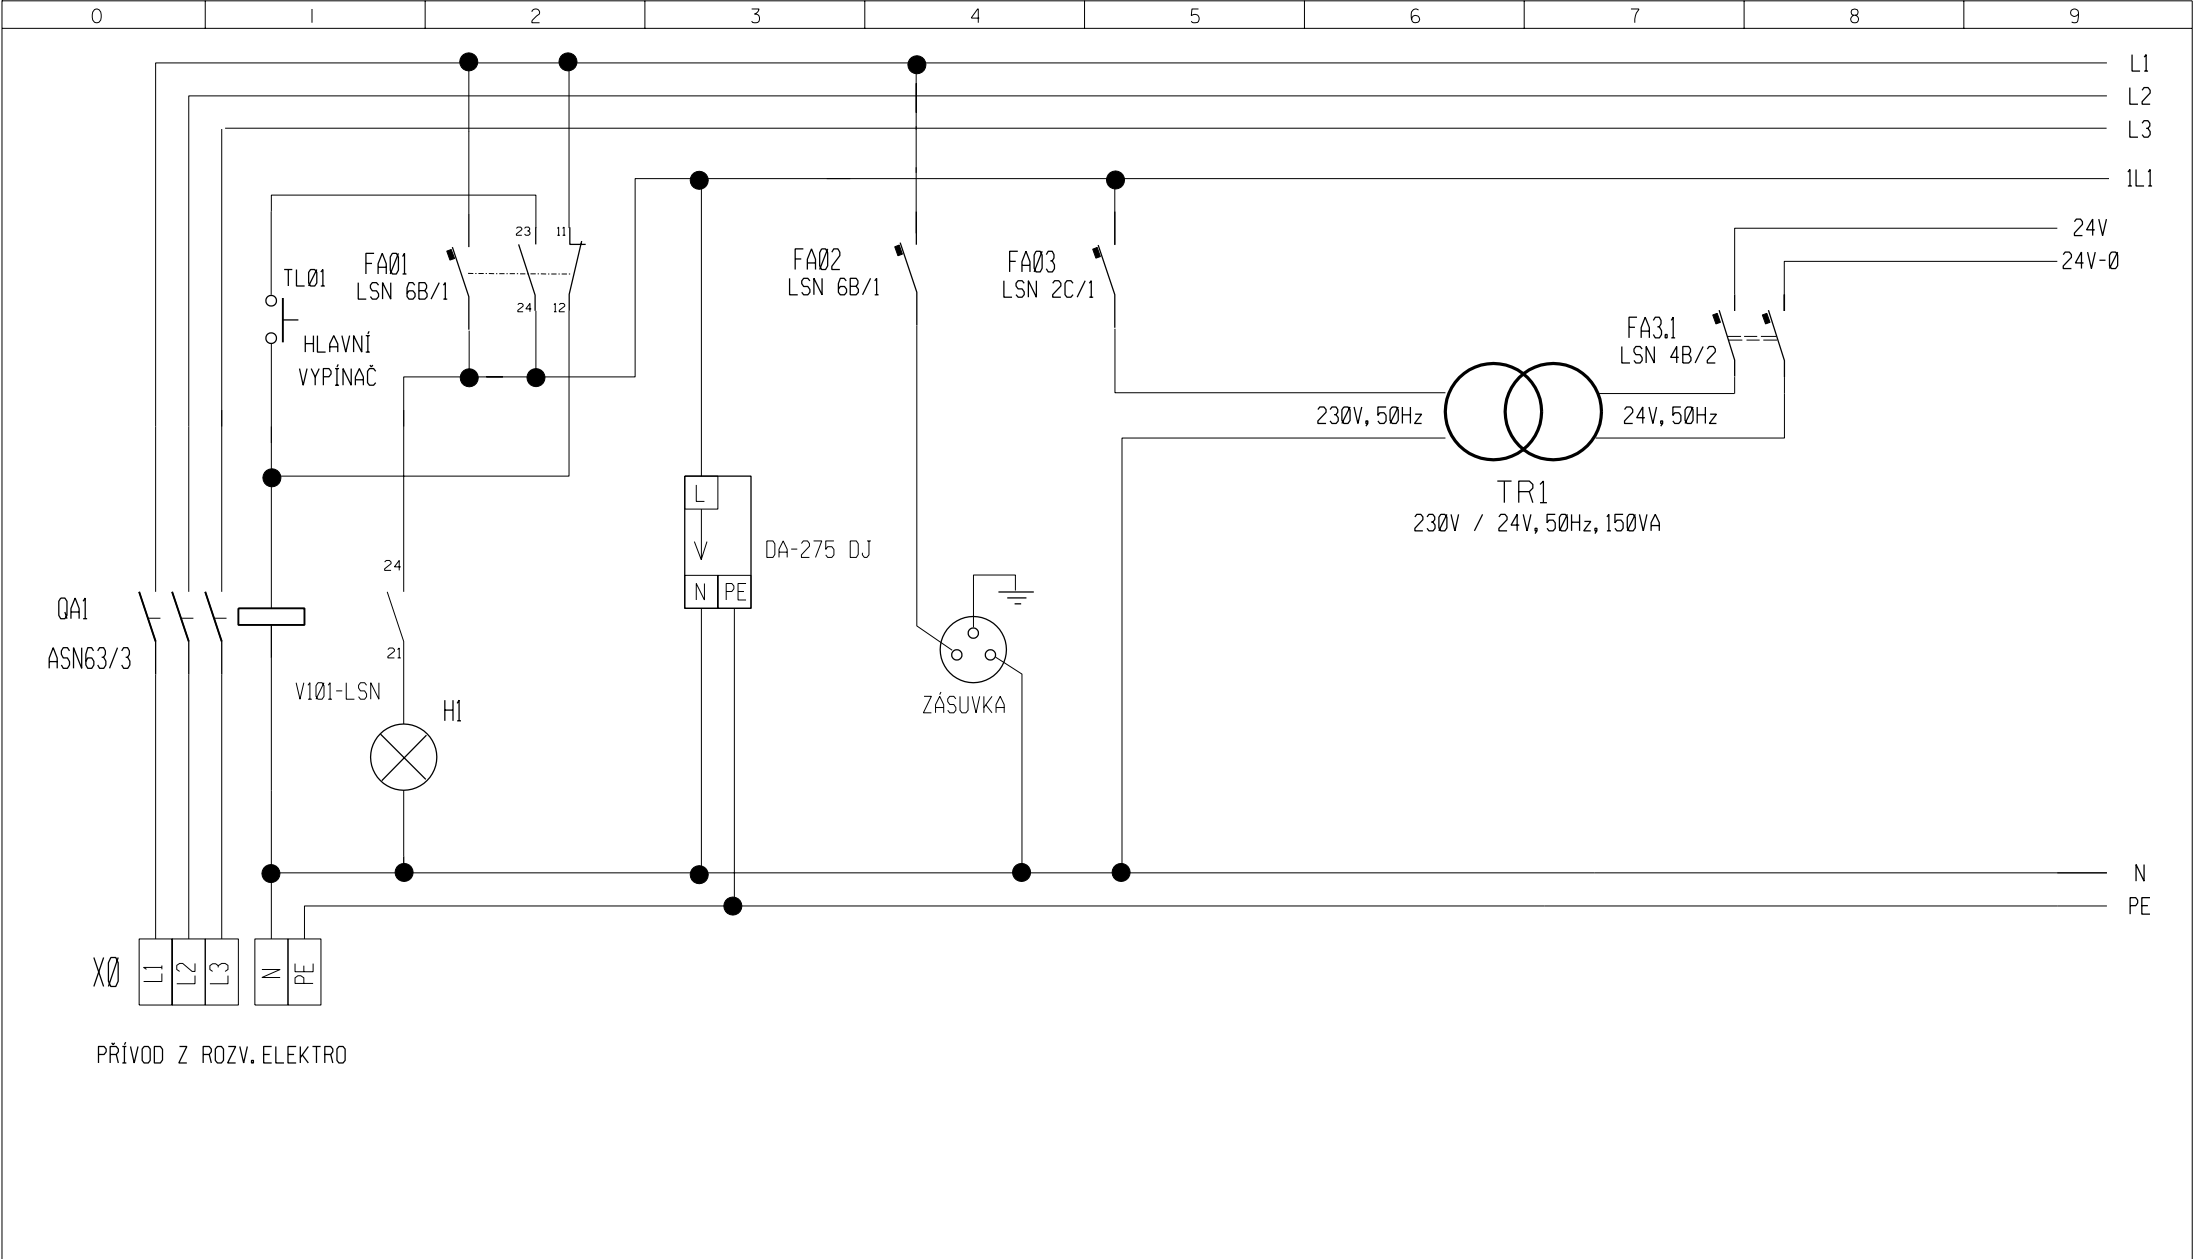 0 1 2 3 4 5 6 7 8 9
L1
L2
L3
1L1
24V
24V-0
TL01
HLAVNÍ
VYPÍNAČ
FA01
LSN 6B/1
23
11
24
12
FA02
LSN 6B/1
FA03
LSN 2C/1
FA3.1
LSN 4B/2
230V, 50Hz
24V, 50Hz
TR1
230V / 24V, 50Hz, 150VA
L
N
PE
DA-275 DJ
24
21
V101-LSN
H1
QA1
ASN63/3
ZÁSUVKA
N
PE
X0
L1
L2
L3
N
PE
PŘÍVOD Z ROZV. ELEKTRO